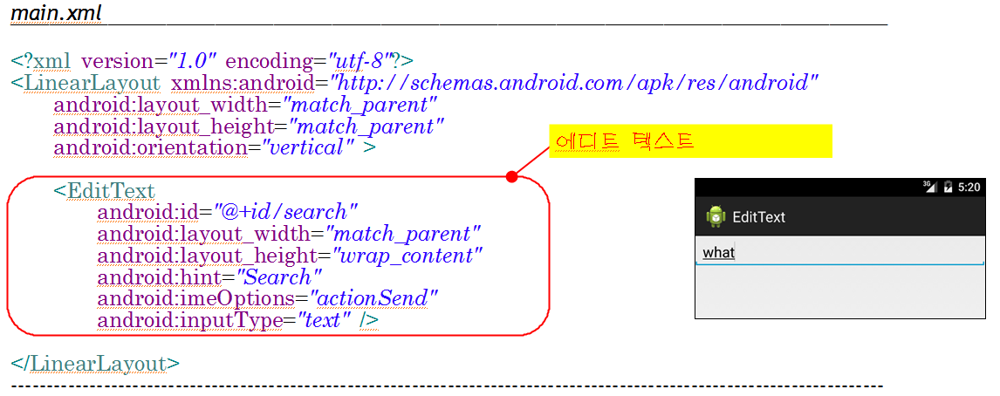 main.xml
<?xml version="1.0" encoding="utf-8"?>
<LinearLayout xmlns:android="http://schemas.android.com/apk/res/android"
android:layout_width="match_parent"
android:layout_height="match_parent"
android:orientation="vertical" >
에디트 텍스트
<EditText
android:id="@+id/search"
android:layout_width="match_parent"
android:layout_height="wrap_content"
android:hint="Search"
android:imeOptions="actionSend"
android:inputType="text" />
</LinearLayout>
3G 5:20
EditText
what